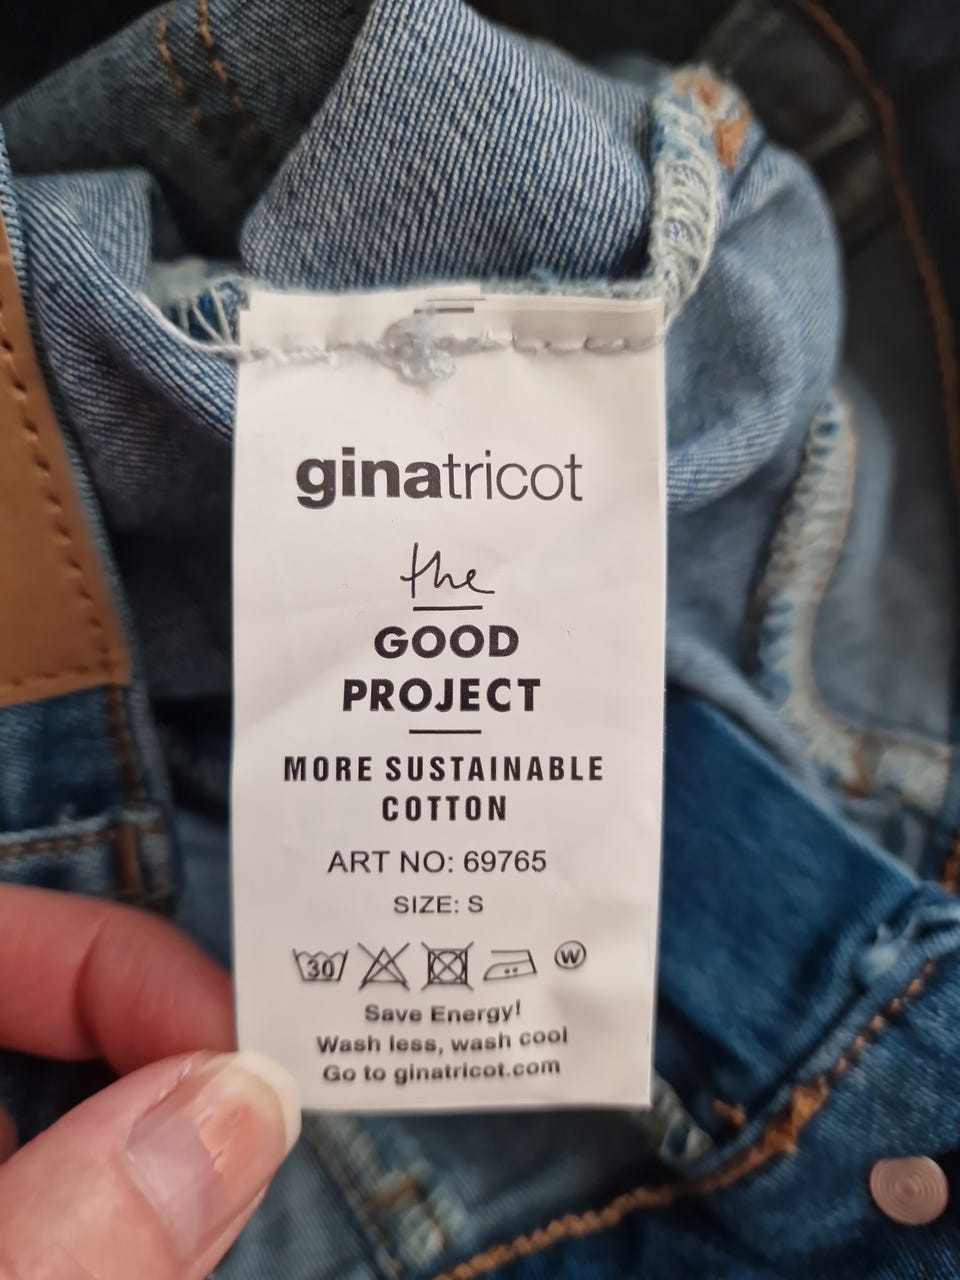 ginatricot
the
GOOD
PROJECT
MORE SUSTAINABLE
COTTON
ART NO: 69765
SIZE: S
30 W
Save Energy!
Wash less, wash cool
Go to ginatricot.com